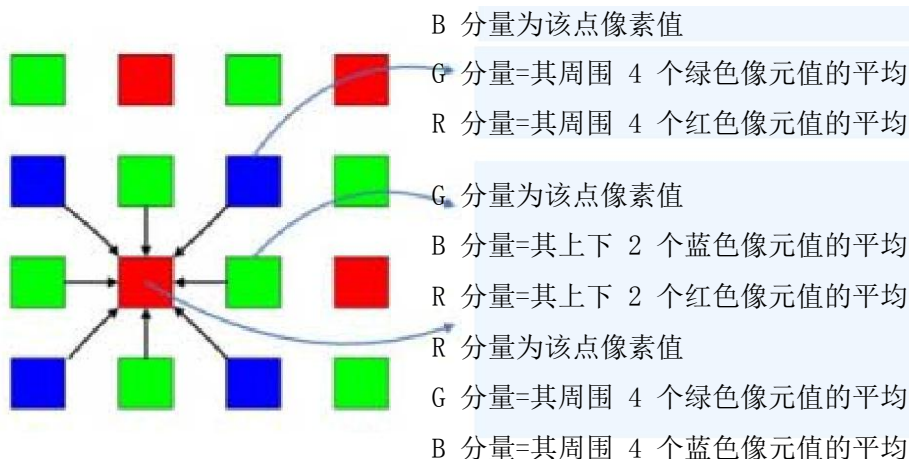 B 分量为该点像素值
G 分量=其周围 4 个绿色像元值的平均
R 分量=其周围 4 个红色像元值的平均
G 分量为该点像素值
B 分量=其上下 2 个蓝色像元值的平均
R 分量=其上下 2 个红色像元值的平均
R 分量为该点像素值
G 分量=其周围 4 个绿色像元值的平均
B 分量=其周围 4 个蓝色像元值的平均